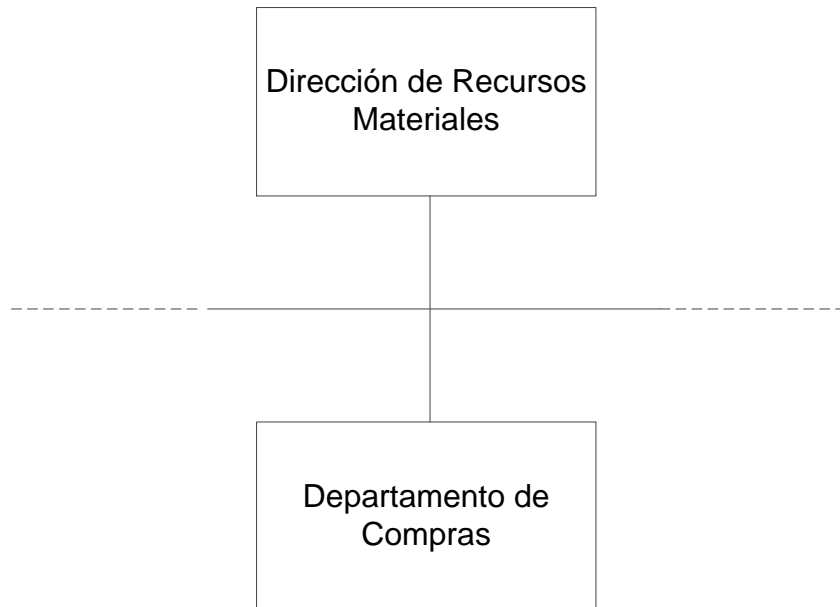 Dirección de Recursos
Materiales
Departamento de
Compras